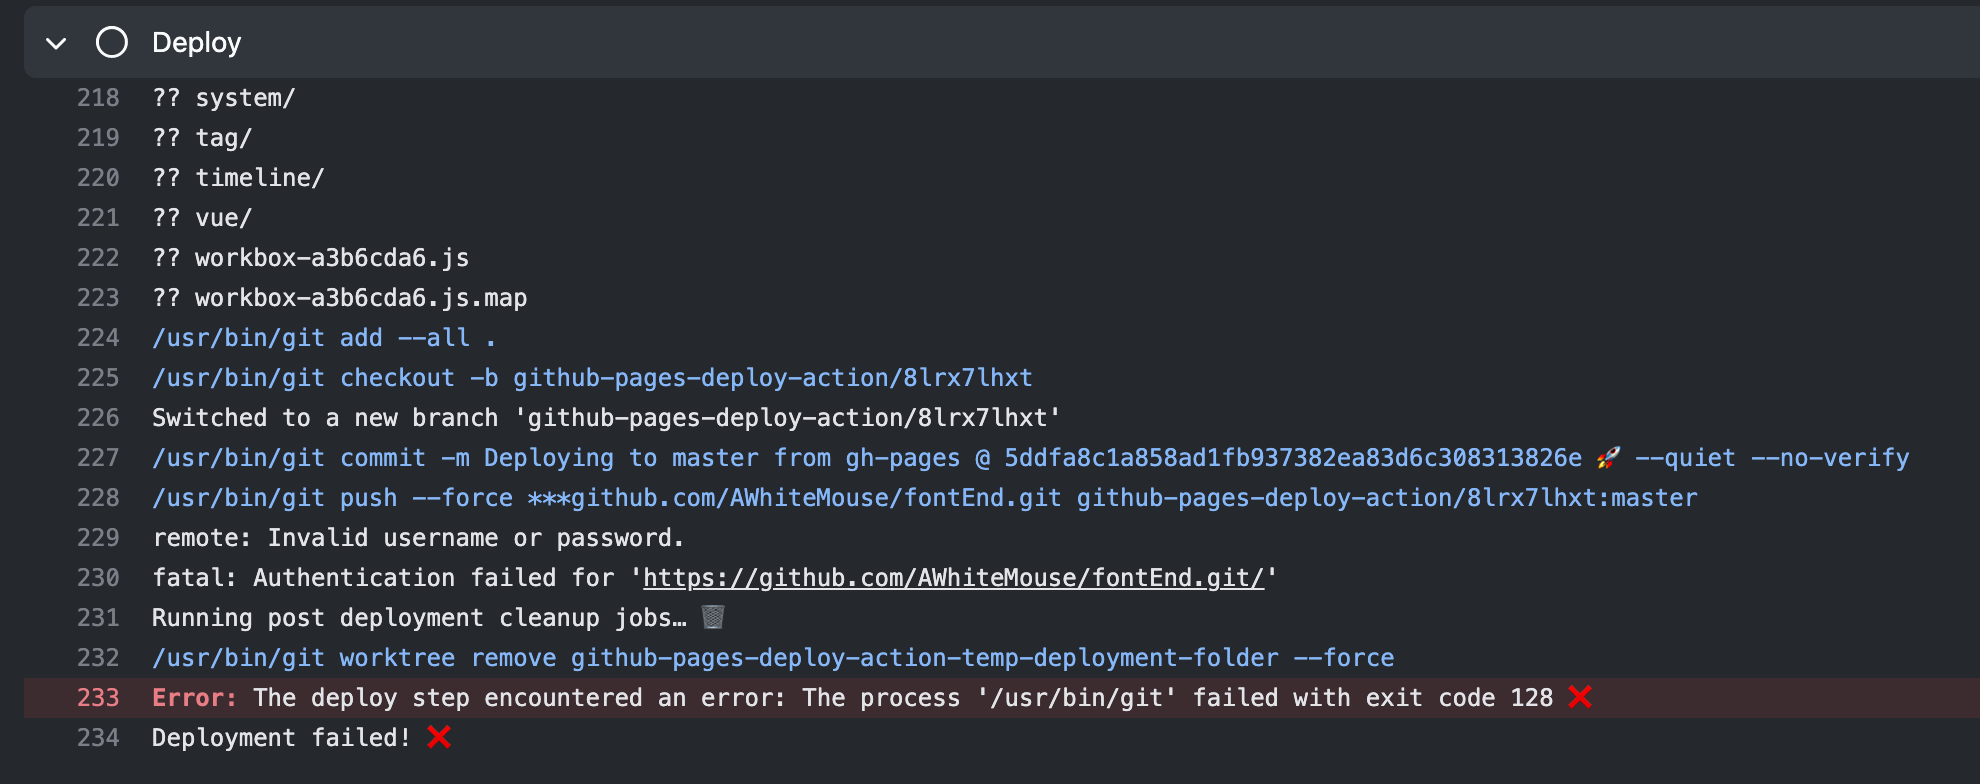 Deploy
218 ?? system/
219 ?? tag/
220 ?? timeline/
221 ?? vue/
222 ?? workbox-a3b6cda6.js
223 ?? workbox-a3b6cda6.js.map
224 /usr/bin/git add --all .
225 /usr/bin/git checkout -b github-pages-deploy-action/8lrx7lhxt
226 Switched to a new branch 'github-pages-deploy-action/8lrx7lhxt'
227 /usr/bin/git commit -m Deploying to master from gh-pages @ 5ddfa8c1a858ad1fb937382ea83d6c308313826e 🚀 --quiet --no-verify
228 /usr/bin/git push --force ***github.com/AWhiteMouse/fontEnd.git github-pages-deploy-action/8lrx7lhxt:master
229 remote: Invalid username or password.
230 fatal: Authentication failed for 'https://github.com/AWhiteMouse/fontEnd.git/'
231 Running post deployment cleanup jobs… 🗑️
232 /usr/bin/git worktree remove github-pages-deploy-action-temp-deployment-folder --force
233 Error: The deploy step encountered an error: The process '/usr/bin/git' failed with exit code 128 ❌
234 Deployment failed! ❌